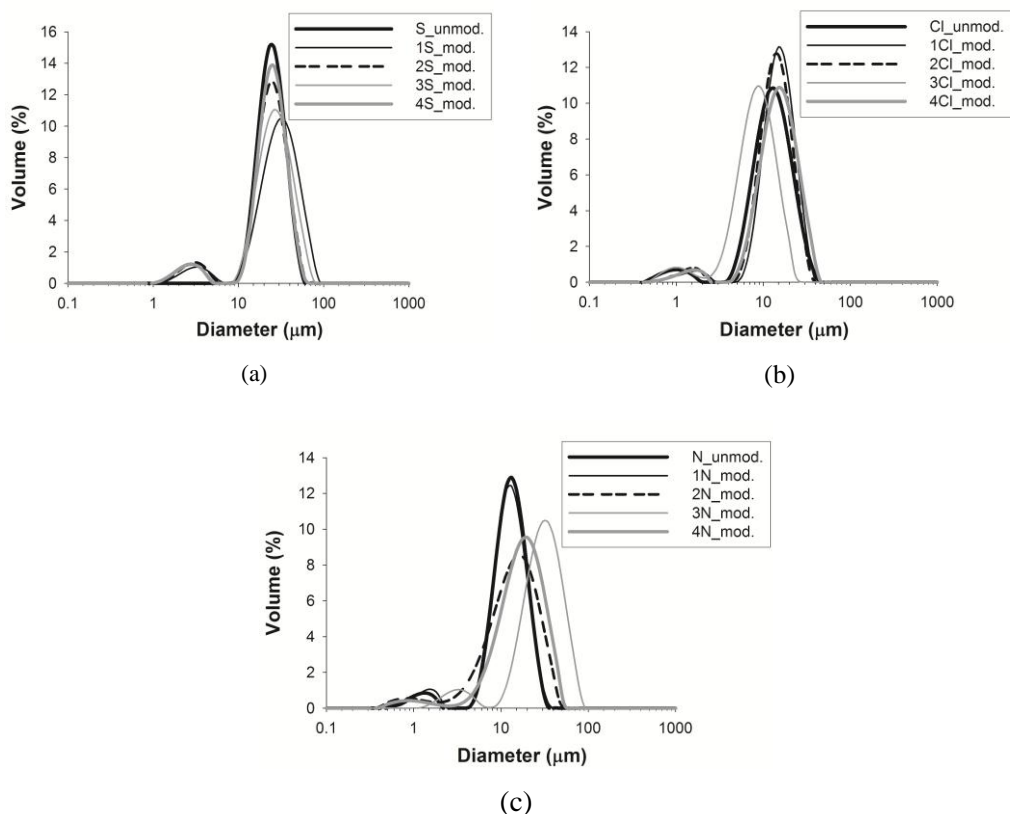 S_unmod.
1S_mod.
2S_mod.
3S_mod.
4S_mod.
Volume (%)
16
14
12
10
8
6
4
2
0
0.1 1 10 100 1000
Diameter (μm)
(a)
Cl_unmod.
1Cl_mod.
2Cl_mod.
3Cl_mod.
4Cl_mod.
Volume (%)
14
12
10
8
6
4
2
0
0.1 1 10 100 1000
Diameter (μm)
(b)
N_unmod.
1N_mod.
2N_mod.
3N_mod.
4N_mod.
Volume (%)
14
12
10
8
6
4
2
0
0.1 1 10 100 1000
Diameter (μm)
(c)